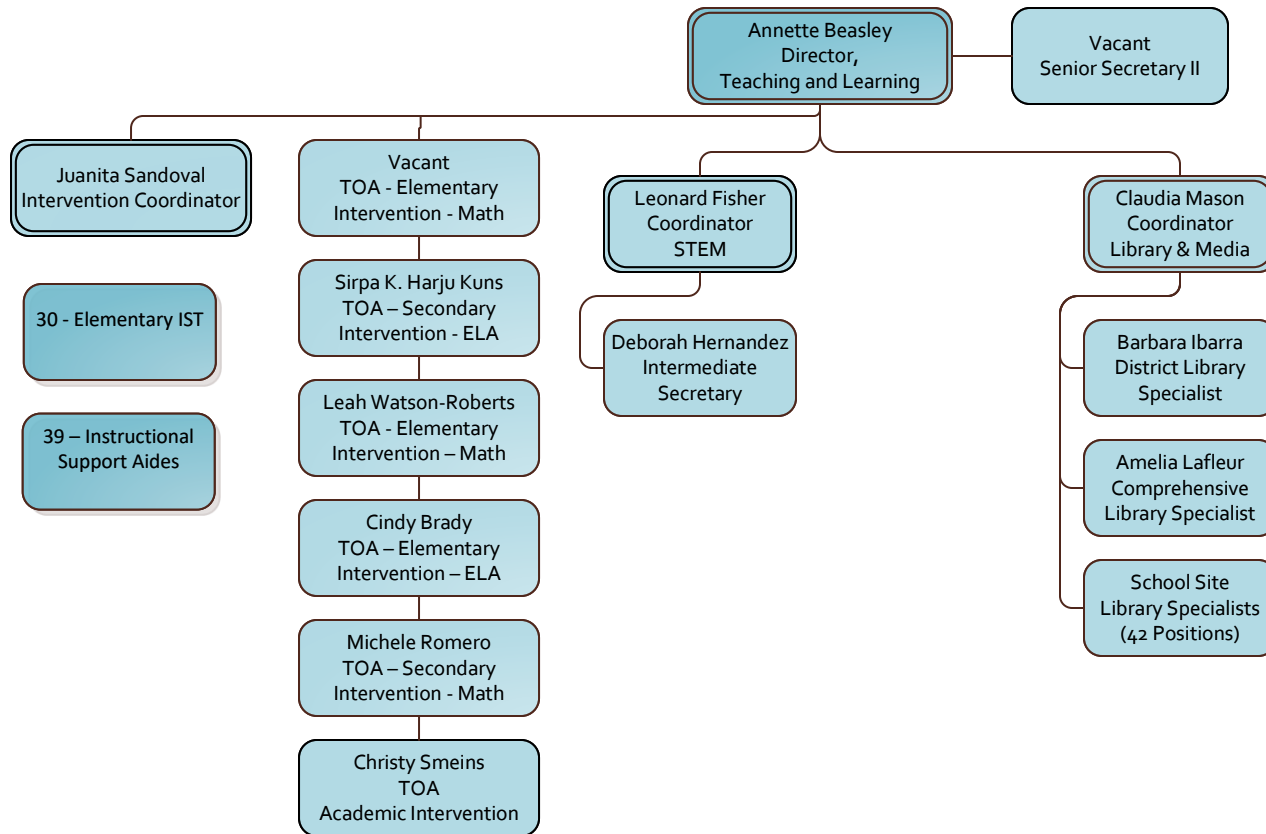 Annette Beasley
Director,
Teaching and Learning
Vacant
Senior Secretary II
Juanita Sandoval
Intervention Coordinator
30 - Elementary IST
39 – Instructional
Support Aides
Vacant
TOA - Elementary
Intervention - Math
Sirpa K. Harju Kuns
TOA – Secondary
Intervention - ELA
Leah Watson-Roberts
TOA - Elementary
Intervention – Math
Cindy Brady
TOA – Elementary
Intervention – ELA
Michele Romero
TOA – Secondary
Intervention - Math
Christy Smeins
TOA
Academic Intervention
Leonard Fisher
Coordinator
STEM
Deborah Hernandez
Intermediate
Secretary
Claudia Mason
Coordinator
Library & Media
Barbara Ibarra
District Library
Specialist
Amelia Lafleur
Comprehensive
Library Specialist
School Site
Library Specialists
(42 Positions)